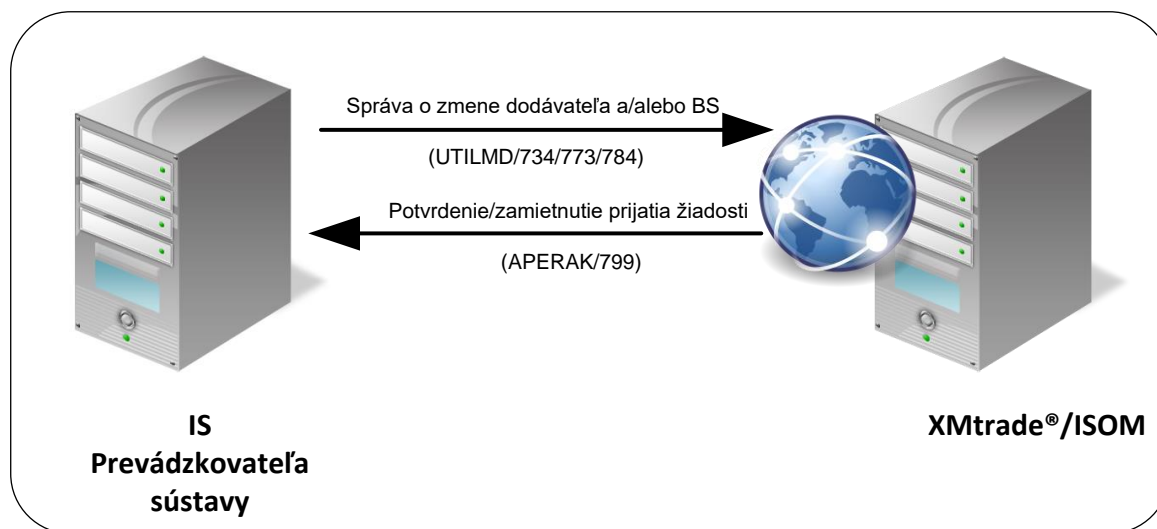 Správa o zmene dodávateľa a/alebo BS
(UTILMD/734/773/784)
Potvrdenie/zamietnutie prijatia žiadosti
(APERAK/799)
IS
Prevádzkovateľa
sústavy
XMtrade®/ISOM